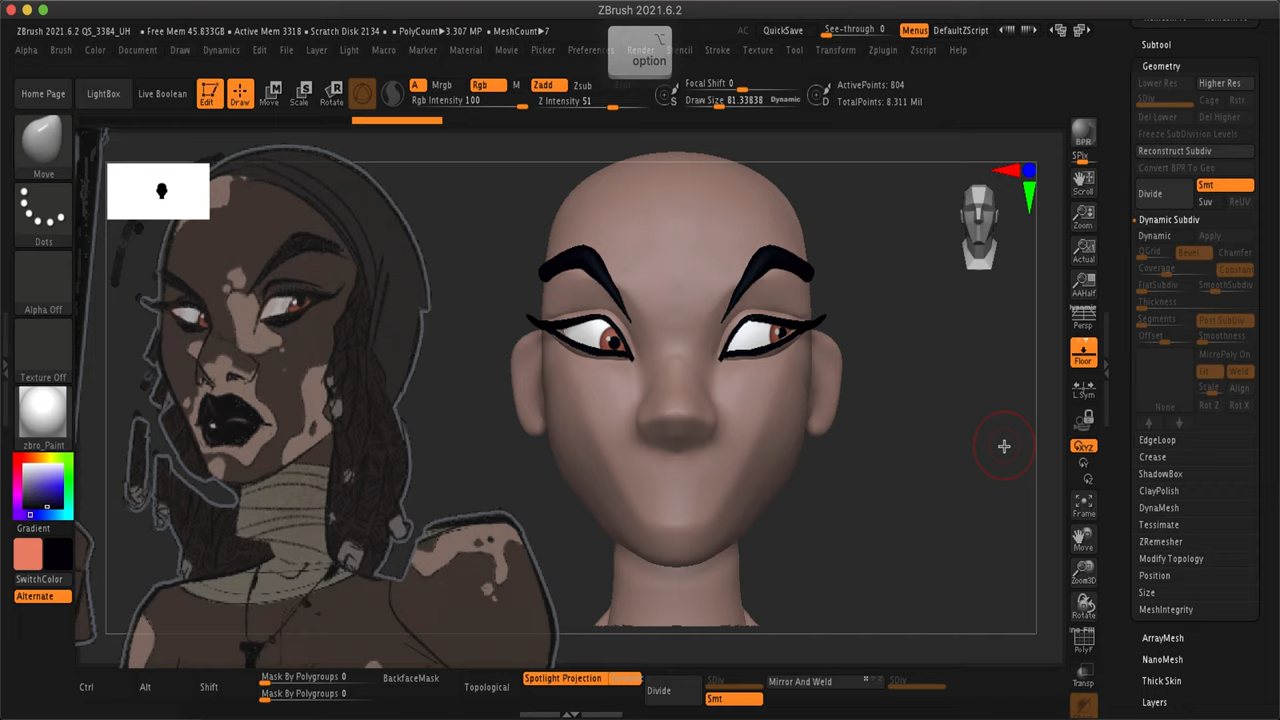 ZBrush 2021.6.2
ZBrush 2021.6.2 QS_3384_UH • Free Mem 45.833GB • Active Mem 3318 • Scratch Disk 2134 • PolyCount▸3.307 MP • MeshCount▸7
AC QuickSave See-through 0 Menus DefaultZScript
Alpha Brush Color Document Draw Dynamics Edit File Layer Light Macro Marker Material Movie Picker Preferences Render Stencil Stroke Texture Tool Transform Zplugin Zscript Help
option
Home Page LightBox Live Boolean Edit Draw Move Scale Rotate
A Mrgb Rgb M Zadd Zsub
Rgb Intensity 100 Z Intensity 51
Focal Shift 0
Draw Size 81.33838 Dynamic
S
D
ActivePoints: 804
TotalPoints: 8.311 Mil
Move
Dots
Alpha Off
Texture Off
zbro_Paint
Gradient
SwitchColor
Alternate
BPR
SPix
Scroll
Zoom
Actual
AAHalf
Dynamic
Persp
Floor
L.Sym
XYZ
Frame
Move
Zoom3D
Rotate
PolyF
Transp
Subtool
Geometry
Lower Res Higher Res
SDiv Cage Rstr
Del Lower Del Higher
Freeze SubDivision Levels
Reconstruct Subdiv
Convert BPR To Geo
Divide Smt
Suv ReUV
Dynamic Subdiv
Dynamic Apply
QGrid Bevel Chamfer
Coverage Constant
FlatSubdiv SmoothSubdiv
Thickness
Segments Post SubDiv
Offset Smoothness
MicroPoly On
Fit Weld
Scale Align
None Rot Z Rot X
EdgeLoop
Crease
ShadowBox
ClayPolish
DynaMesh
Tessimate
ZRemesher
Modify Topology
Position
Size
MeshIntegrity
ArrayMesh
NanoMesh
Thick Skin
Layers
Ctrl Alt Shift
Mask By Polygroups 0
Mask By Polygroups 0
BackfaceMask
Topological
Spotlight Projection
Divide
SDiv
Smt
Mirror And Weld
SDiv